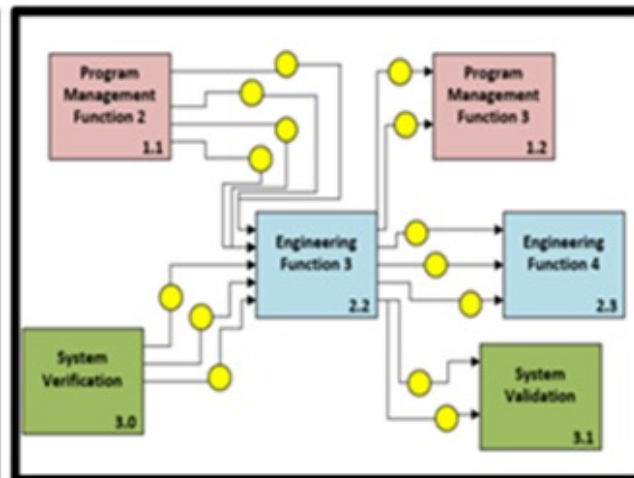 Program
Management
Function 2
1.1
Program
Management
Function 3
1.2
Engineering
Function 3
2.2
Engineering
Function 4
2.3
System
Verification
3.0
System
Validation
3.1